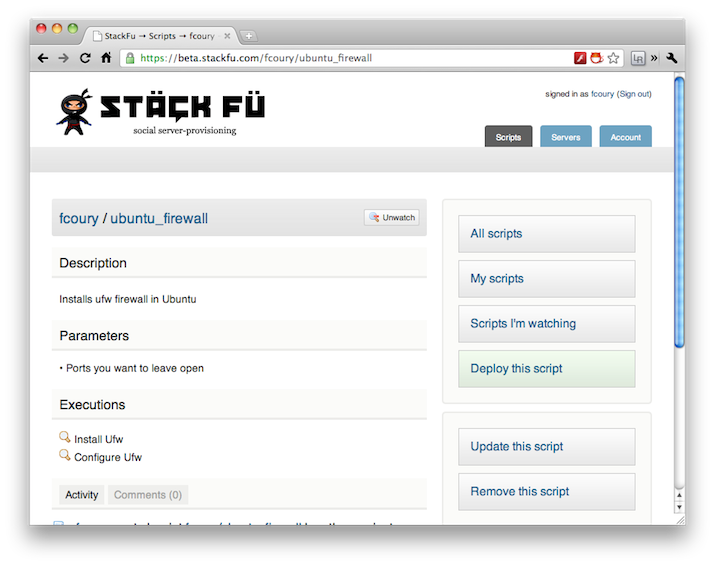 StackFu → Scripts → fcoury
https://beta.stackfu.com/fcoury/ubuntu_firewall
STÄÇK FÜ
social server-provisioning
signed in as fcoury (Sign out)
Scripts
Servers
Account
fcoury / ubuntu_firewall
Unwatch
Description
Installs ufw firewall in Ubuntu
Parameters
• Ports you want to leave open
Executions
Install Ufw
Configure Ufw
Activity
Comments (0)
All scripts
My scripts
Scripts I'm watching
Deploy this script
Update this script
Remove this script